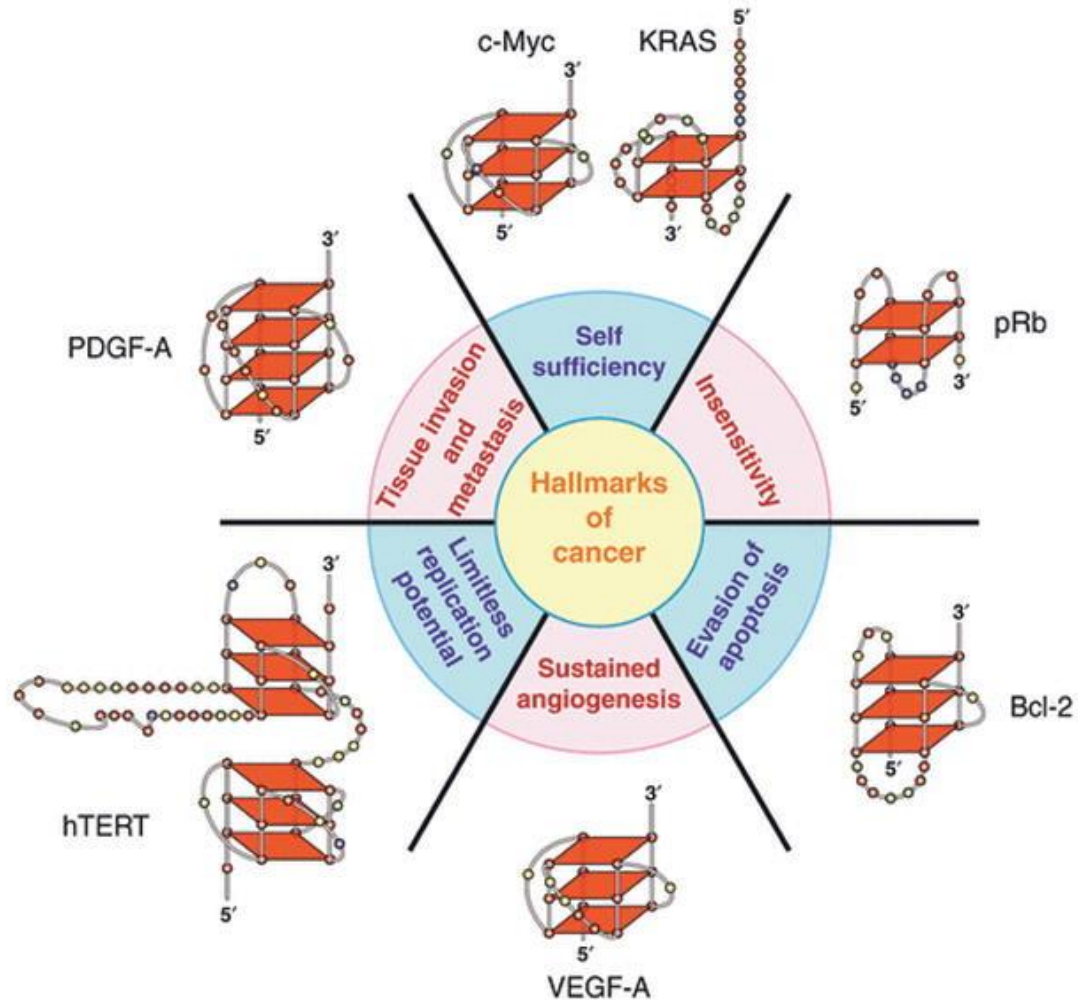 c-Myc
KRAS
5′
3′
5′
3′
3′
PDGF-A
5′
pRb
5′
3′
Self
sufficiency
Insensitivity
Tissue invasion
and
metastasis
Hallmarks
of
cancer
Limitless
replication
potential
Evasion of
apoptosis
Sustained
angiogenesis
3′
hTERT
5′
3′
Bcl-2
5′
3′
5′
VEGF-A